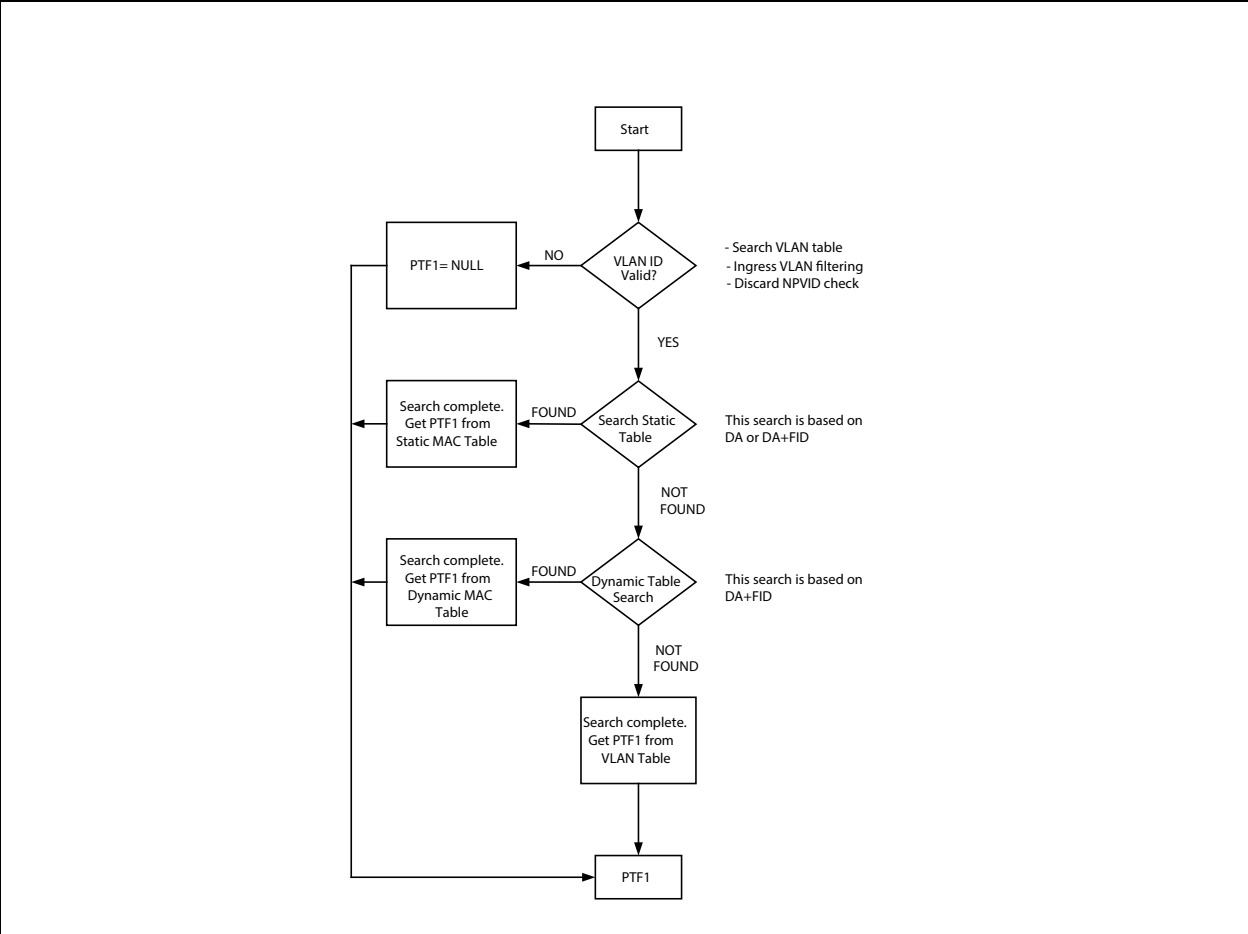 Start
PTF1= NULL
NO
VLAN ID
Valid?
- Search VLAN table
- Ingress VLAN filtering
- Discard NPVID check
YES
Search complete.
Get PTF1 from
Static MAC Table
FOUND
Search Static
Table
This search is based on
DA or DA+FID
NOT
FOUND
Search complete.
Get PTF1 from
Dynamic MAC
Table
FOUND
Dynamic Table
Search
This search is based on
DA+FID
NOT
FOUND
Search complete.
Get PTF1 from
VLAN Table
PTF1